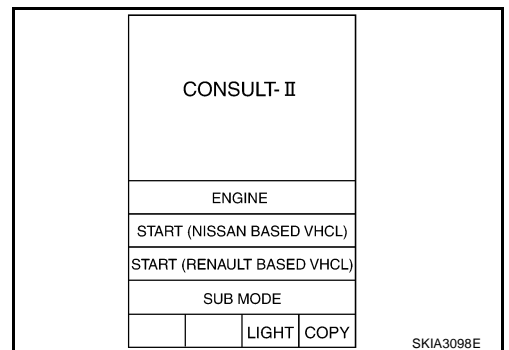 CONSULT-II
ENGINE
START (NISSAN BASED VHCL)
START (RENAULT BASED VHCL)
SUB MODE
LIGHT COPY
SKIA3098E